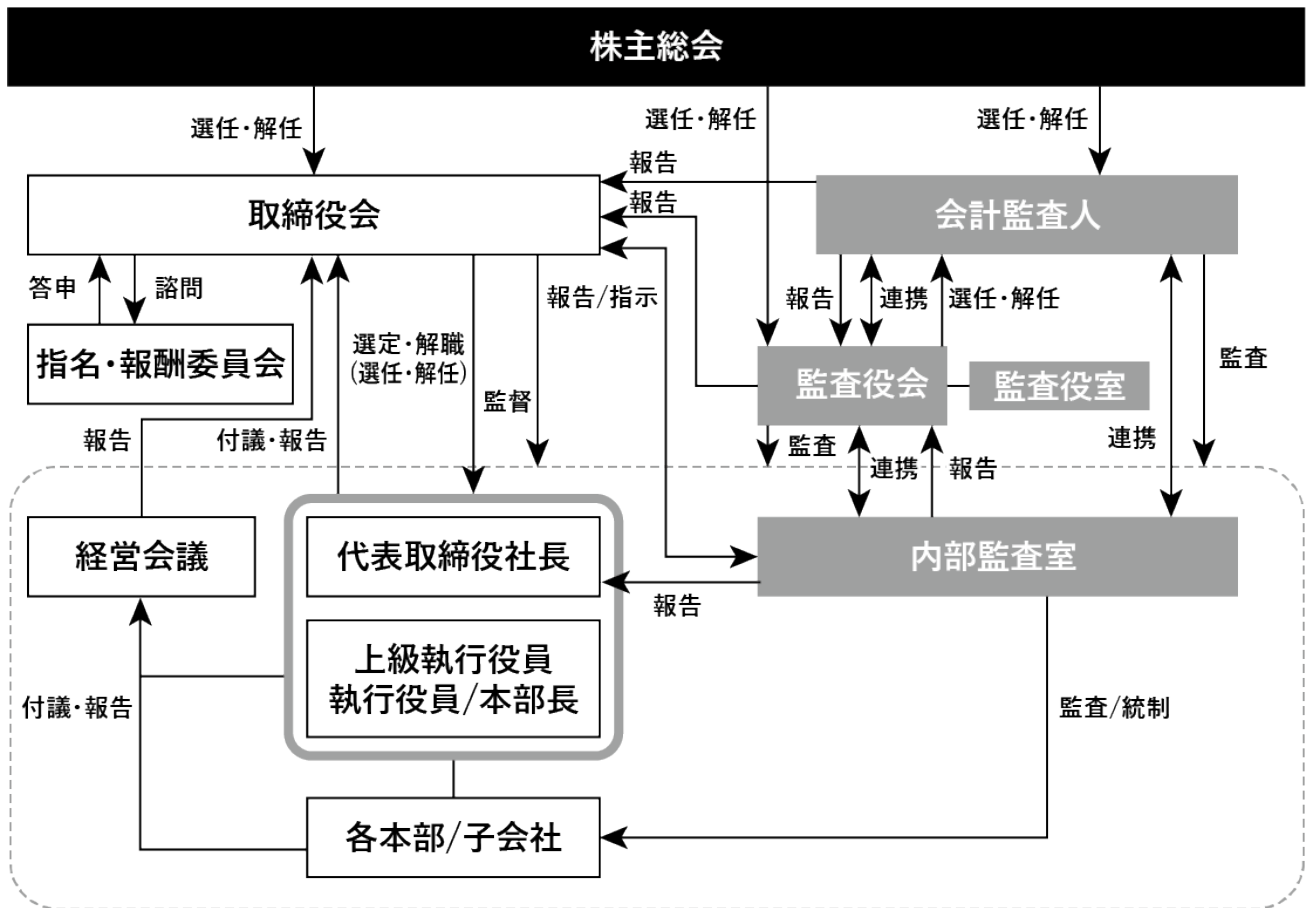 株主総会
選任・解任
選任・解任
選任・解任
報告
取締役会
報告
会計監査人
答申
諮問
報告/指示
報告
連携
選任・解任
指名・報酬委員会
選定・解職
(選任・解任)
監督
監査役会
監査役室
監査
報告
付議・報告
監査
連携
報告
連携
経営会議
代表取締役社長
内部監査室
報告
上級執行役員
執行役員/本部長
付議・報告
監査/統制
各本部/子会社